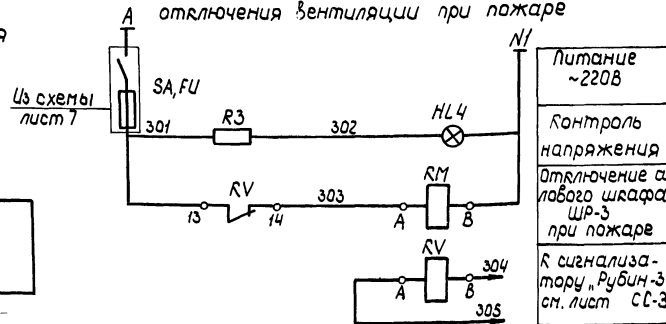 отключения вентиляции при пожаре
я
А
N1
SA, FU
Из схемы
лист 7
301
R3
302
HL4
RV
303
RM
13
14
А
В
RV
А
В
304
305
Питание
~220В
Контроль
напряжения
Отключение
лового шкафа
ШР-3
при пожаре
К сигнализа-
тору „Рубин-3
см. лист СС-3